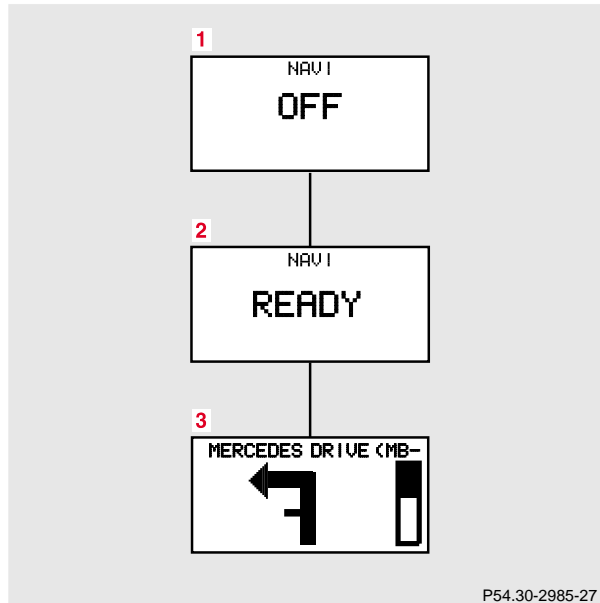 1
NAVI
OFF
2
NAVI
READY
3
MERCEDES DRIVE (MB-
P54.30-2985-27